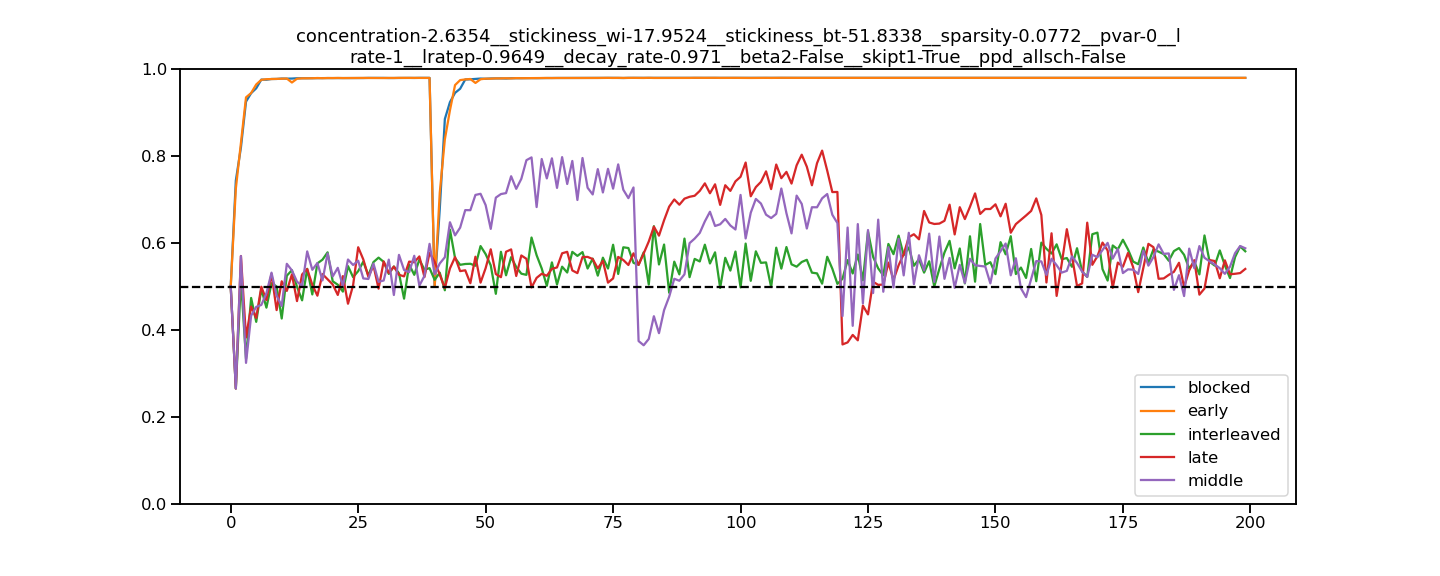 concentration-2.6354__stickiness_wi-17.9524__stickiness_bt-51.8338__sparsity-0.0772__pvar-0__l
rate-1__lratep-0.9649__decay_rate-0.971__beta2-False__skipt1-True__ppd_allsch-False
1.0
0.8
0.6
0.4
0.2
0.0
0 25 50 75 100 125 150 175 200
blocked
early
interleaved
late
middle